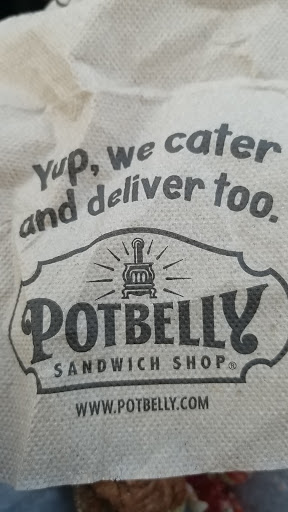 Yup, we cater
and deliver too.
POTBELLY
SANDWICH SHOP®
WWW.POTBELLY.COM